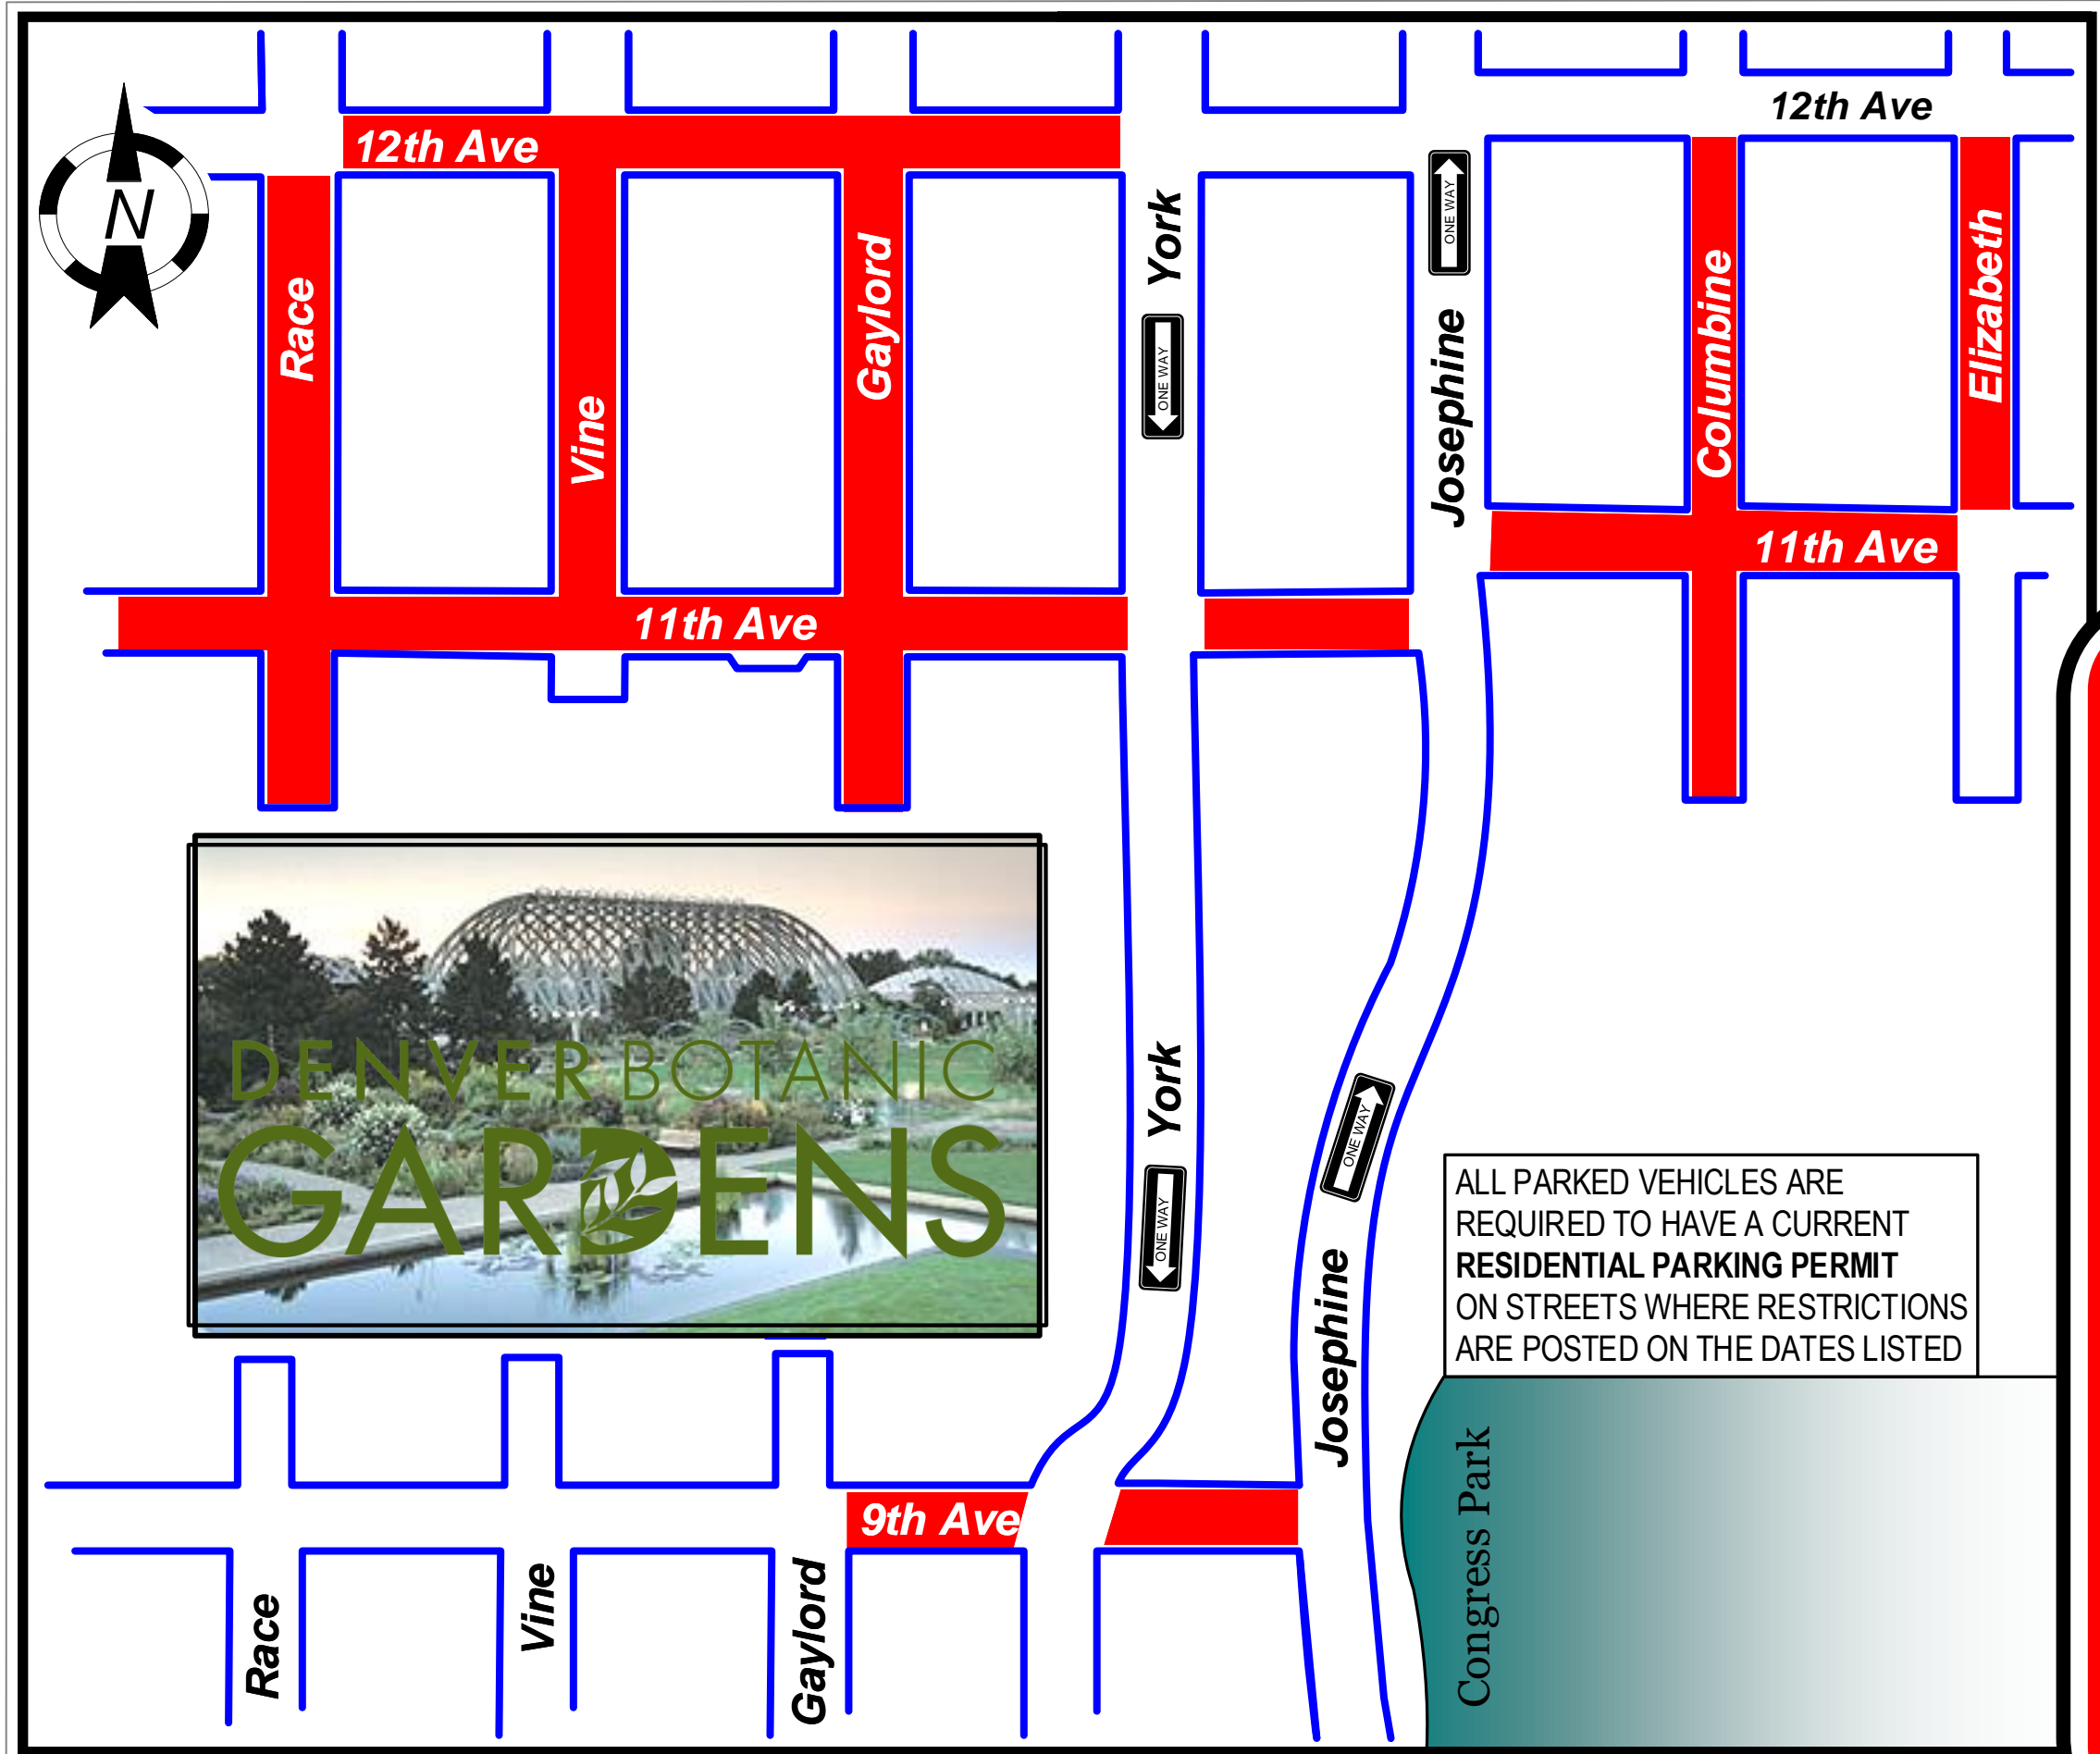 12th Ave
12th Ave
N
Race
Vine
Gaylord
York
ONE WAY
ONE WAY
Josephine
Columbine
Elizabeth
11th Ave
11th Ave
DENVER BOTANIC
GARDENS
York
ONE WAY
ONE WAY
Josephine
ALL PARKED VEHICLES ARE
REQUIRED TO HAVE A CURRENT
RESIDENTIAL PARKING PERMIT
ON STREETS WHERE RESTRICTIONS
ARE POSTED ON THE DATES LISTED
Congress Park
9th Ave
Race
Vine
Gaylord